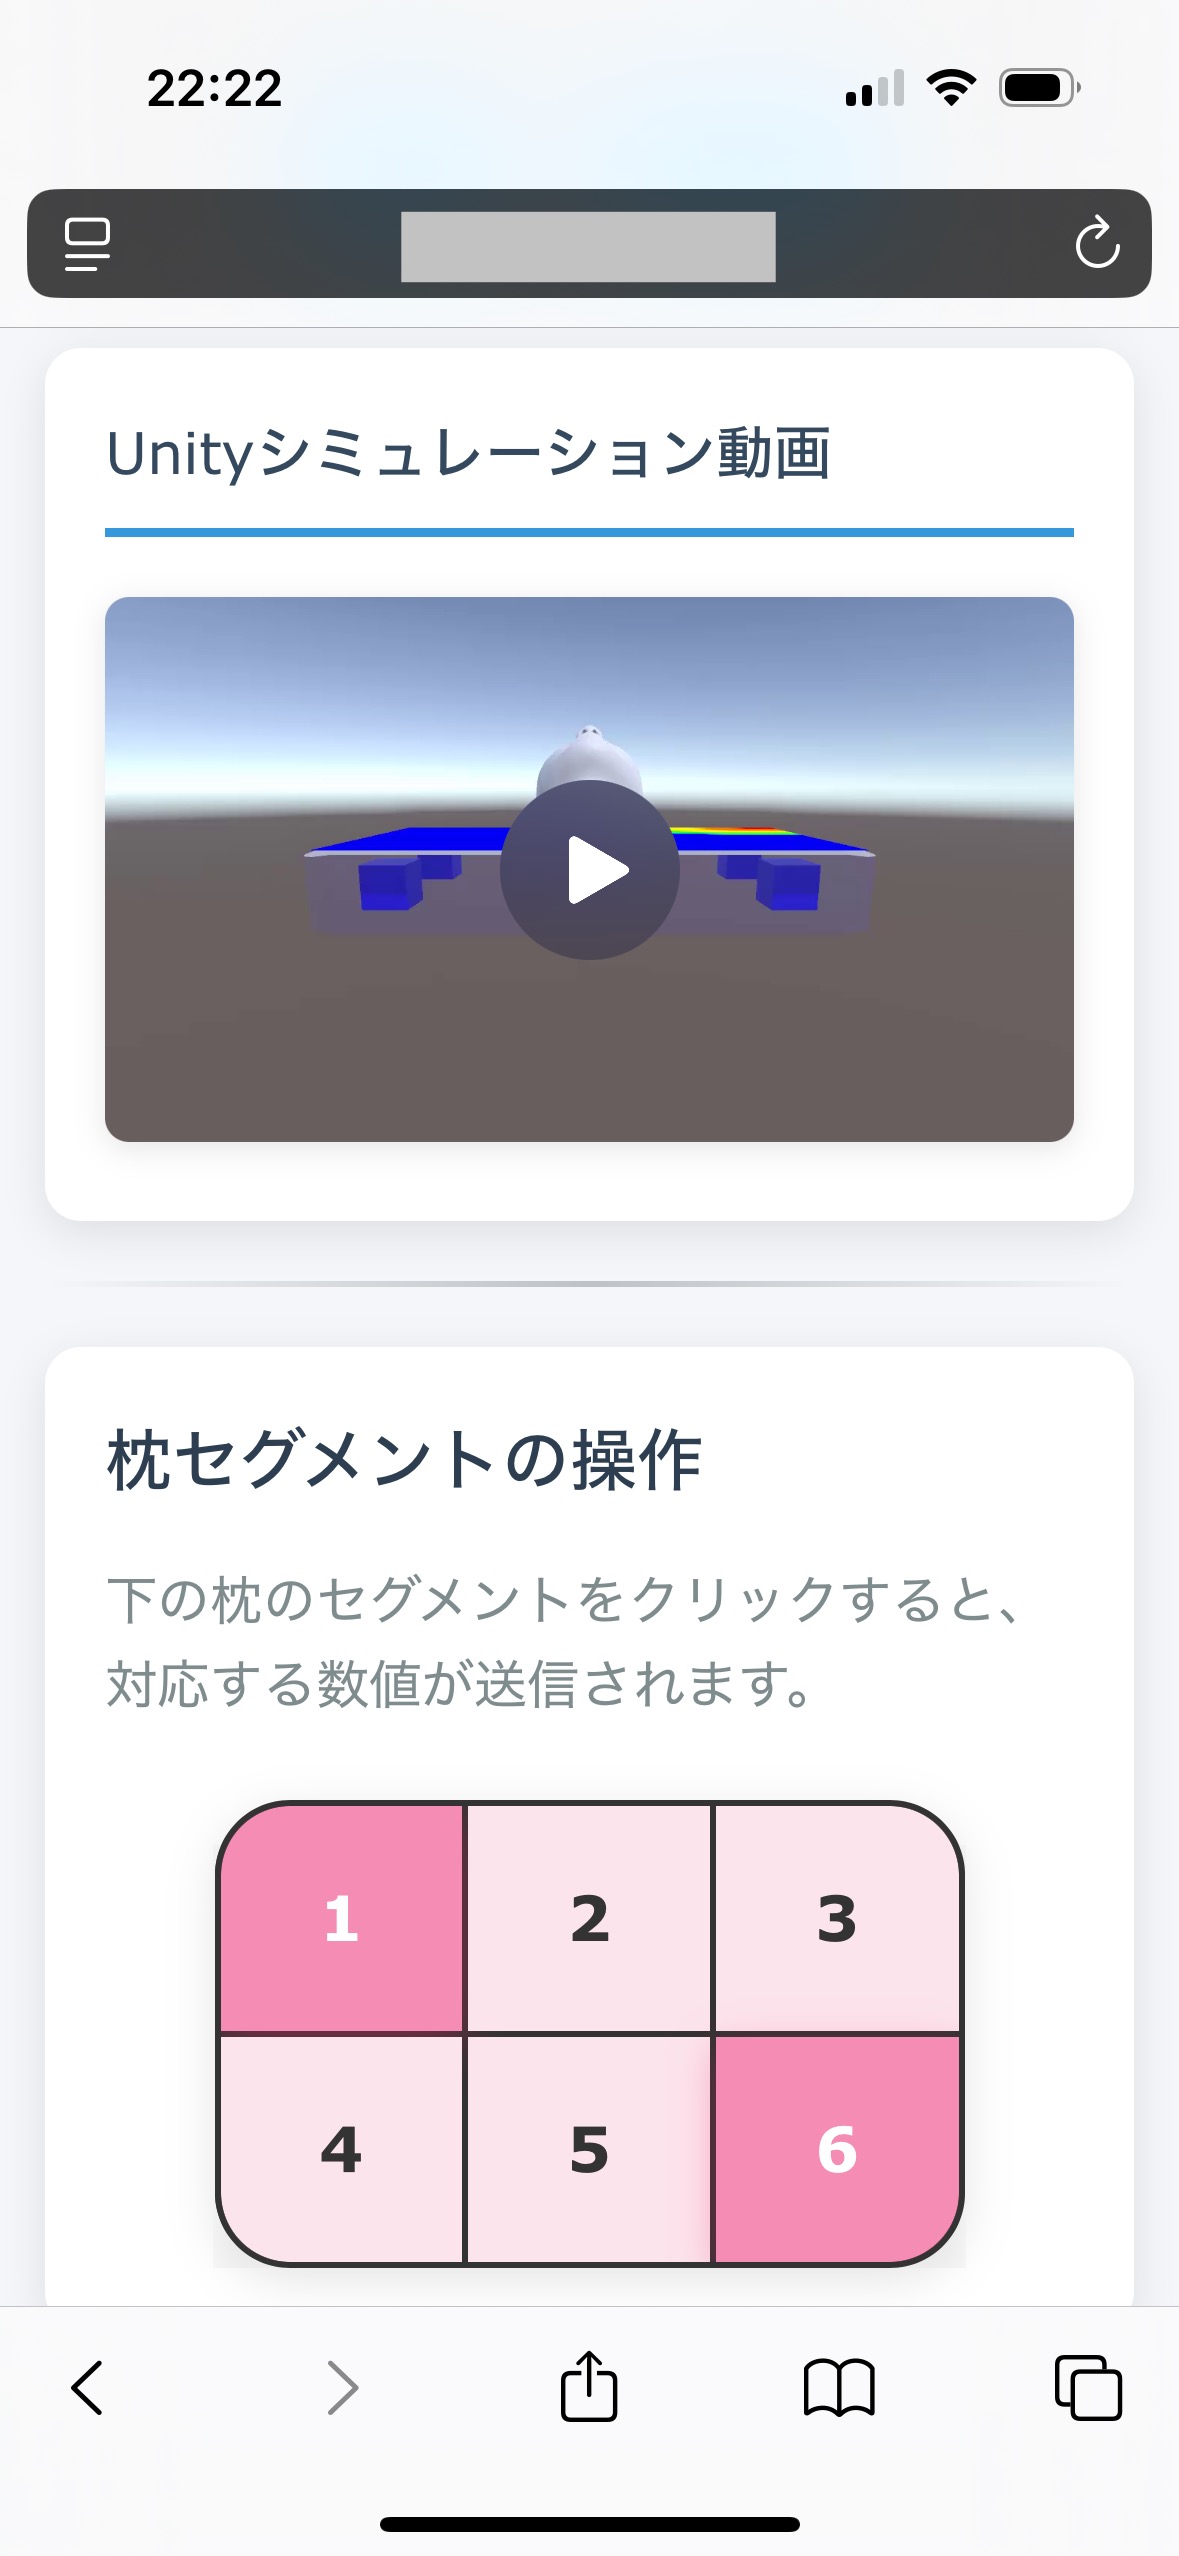 22:22
Unityシミュレーション動画
枕セグメントの操作
下の枕のセグメントをクリックすると、
対応する数値が送信されます。
1 2 3
4 5 6